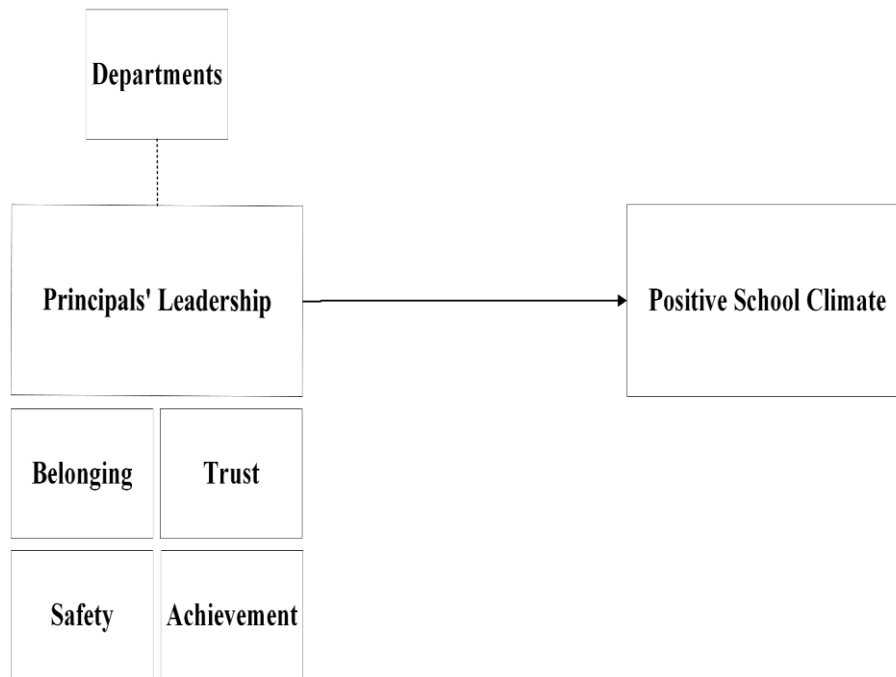 Departments
Principals' Leadership
Positive School Climate
Belonging
Trust
Safety
Achievement